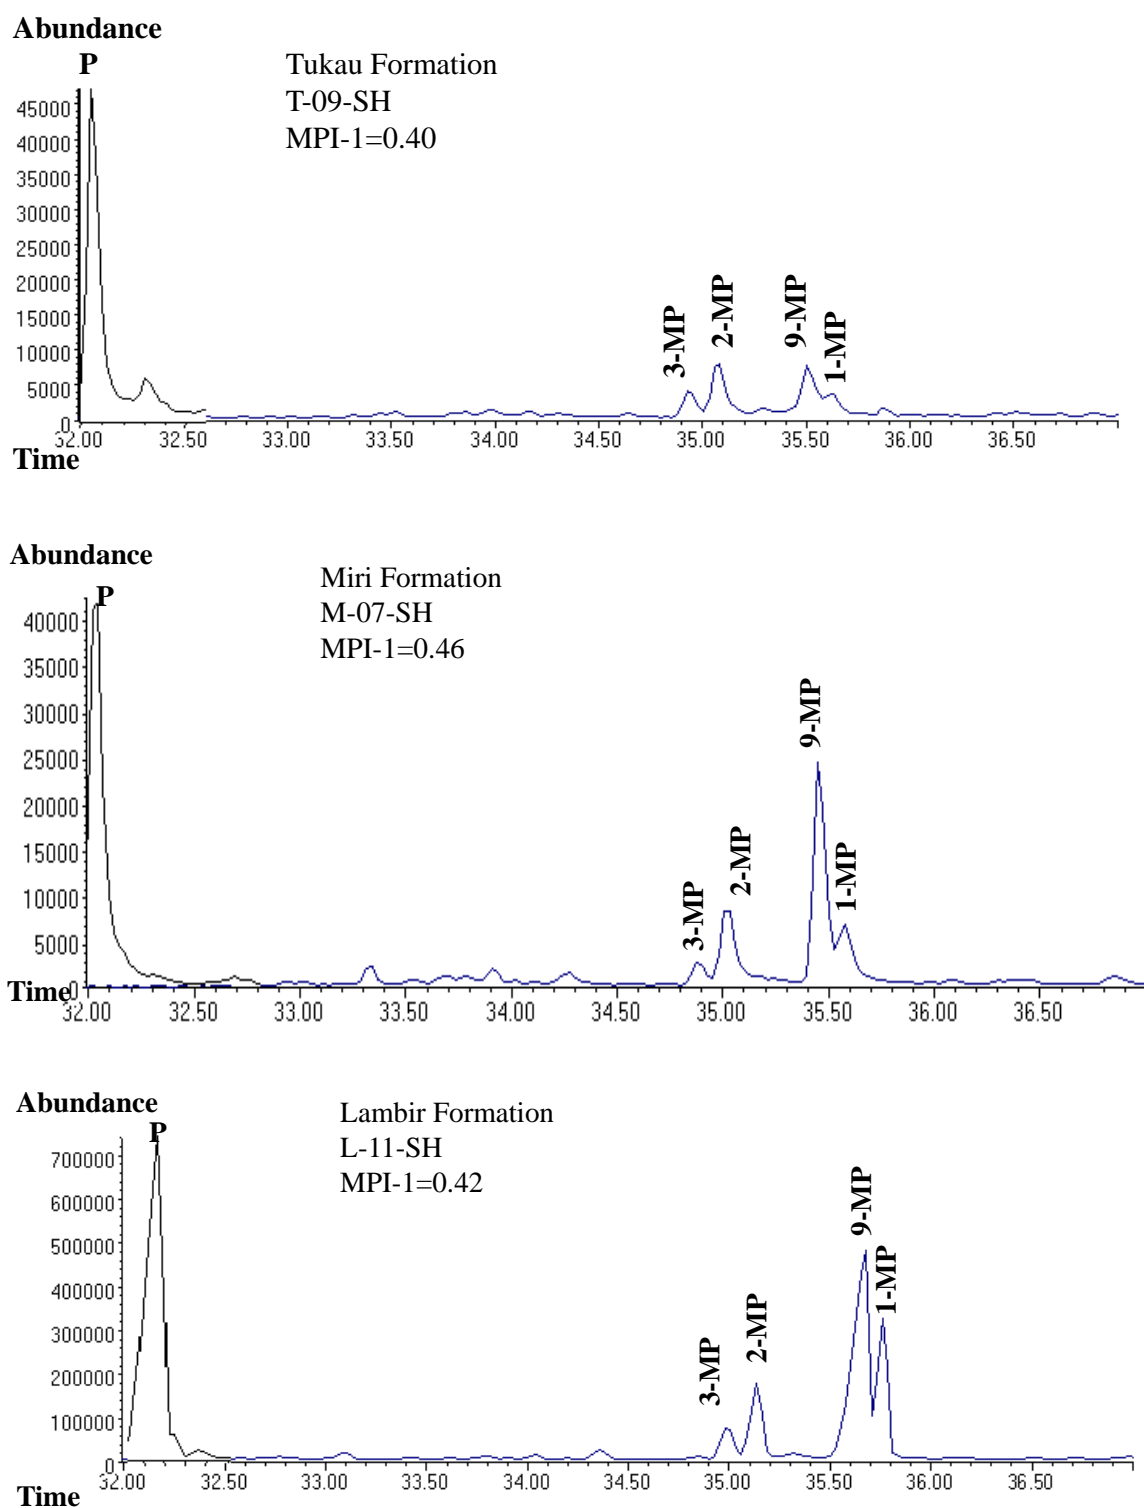 Abundance
P
Tukau Formation
T-09-SH
MPI-1=0.40
45000
40000
35000
30000
25000
20000
15000
10000
5000
0
3-MP
2-MP
9-MP
1-MP
32.00 32.50 33.00 33.50 34.00 34.50 35.00 35.50 36.00 36.50
Time
Abundance
P
Miri Formation
M-07-SH
MPI-1=0.46
40000
35000
30000
25000
20000
15000
10000
5000
0
3-MP
2-MP
9-MP
1-MP
Time
32.00 32.50 33.00 33.50 34.00 34.50 35.00 35.50 36.00 36.50
Abundance
P
Lambir Formation
L-11-SH
MPI-1=0.42
700000
600000
500000
400000
300000
200000
100000
0
3-MP
2-MP
9-MP
1-MP
32.00 32.50 33.00 33.50 34.00 34.50 35.00 35.50 36.00 36.50
Time